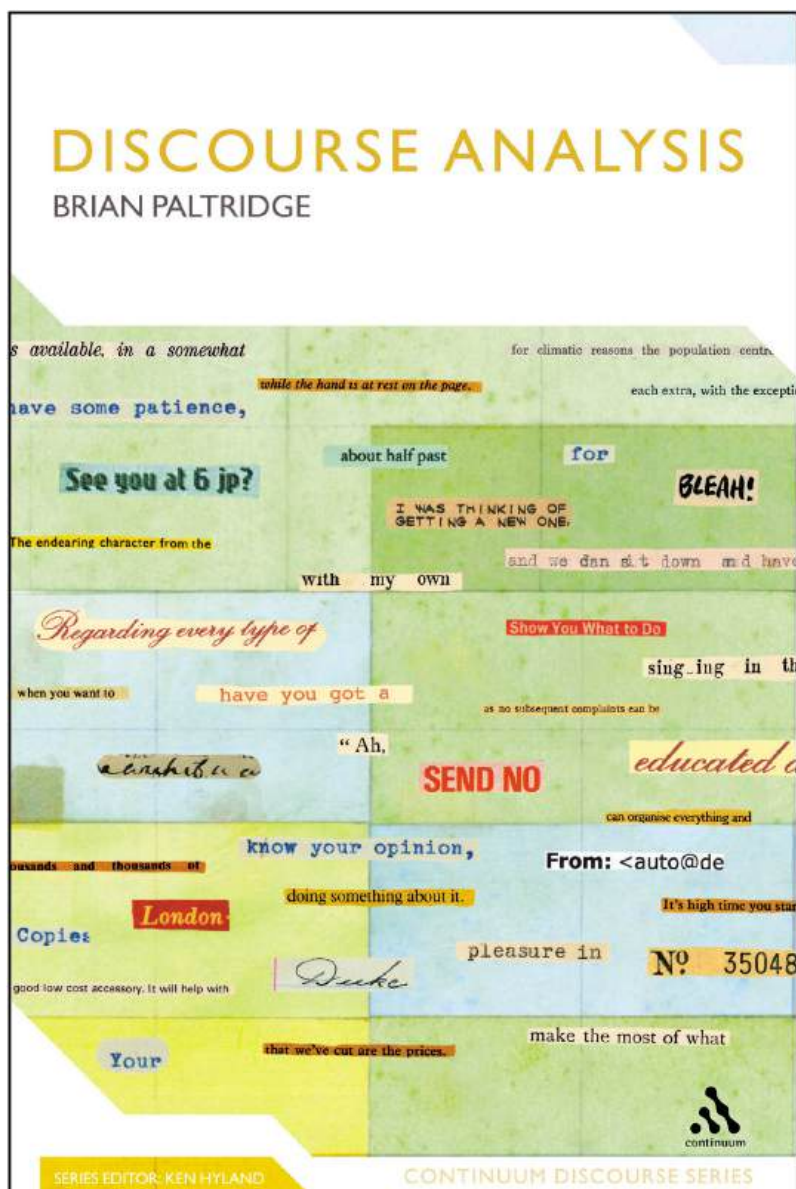 DISCOURSE ANALYSIS
BRIAN PALTRIDGE
s available, in a somewhat
for climatic reasons the population centr
while the hand is at rest on the page.
each extra, with the excepti
have some patience,
about half past
for
See you at 6 jp?
BLEAH!
I WAS THINKING OF
GETTING A NEW ONE.
The endearing character from the
and we dan sit down and have
with my own
Regarding every type of
Show You What to Do
sing-ing in th
when you want to
have you got a
as no subsequent complaints can be
"Ah,
SEND NO
educated a
can organise everything and
know your opinion,
ousands and thousands of
From: <auto@de
doing something about it.
It's high time you star
London
Copies
pleasure in
Nº 35048
good low cost accessory. It will help with
Duke
make the most of what
Your
that we've cut are the prices.
continuum
SERIES EDITOR: KEN HYLAND
CONTINUUM DISCOURSE SERIES